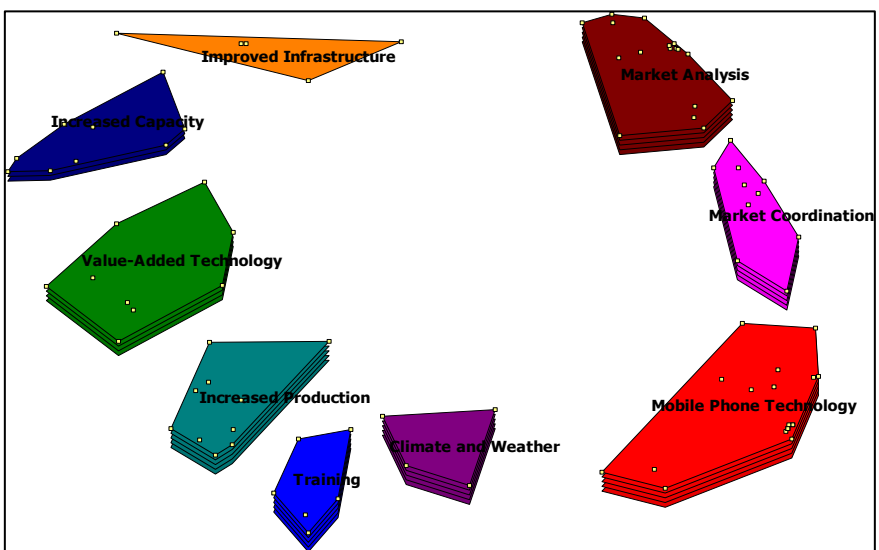 Improved Infrastructure
Market Analysis
Increased Capacity
Market Coordination
Value-Added Technology
Increased Production
Mobile Phone Technology
Climate and Weather
Training